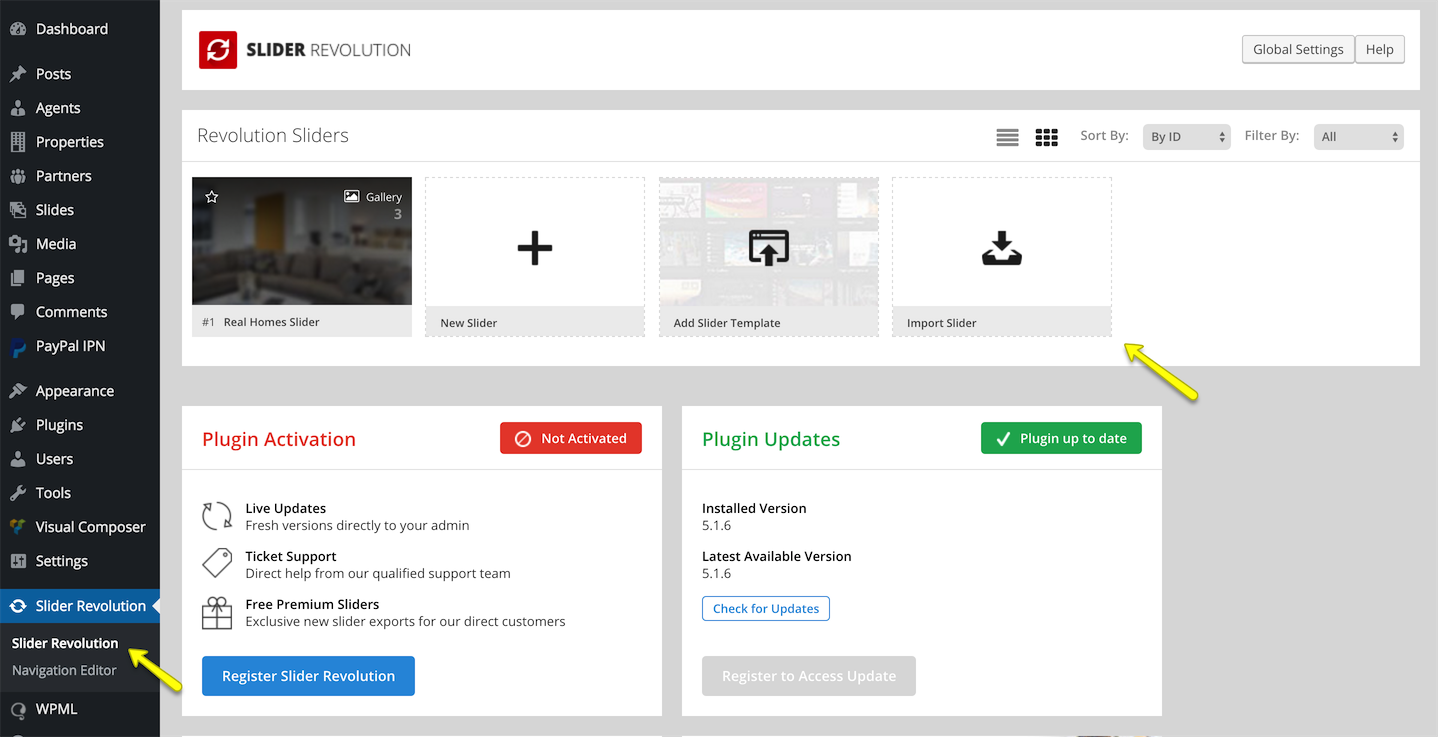 Dashboard
Posts
Agents
Properties
Partners
Slides
Media
Pages
Comments
PayPal IPN
Appearance
Plugins
Users
Tools
Visual Composer
Settings
Slider Revolution
Slider Revolution
Navigation Editor
WPML
SLIDER REVOLUTION
Global Settings
Help
Revolution Sliders
Sort By:
By ID
Filter By:
All
Gallery
3
#1 Real Homes Slider
New Slider
Add Slider Template
Import Slider
Plugin Activation
Not Activated
Live Updates
Fresh versions directly to your admin
Ticket Support
Direct help from our qualified support team
Free Premium Sliders
Exclusive new slider exports for our direct customers
Register Slider Revolution
Plugin Updates
Plugin up to date
Installed Version
5.1.6
Latest Available Version
5.1.6
Check for Updates
Register to Access Update